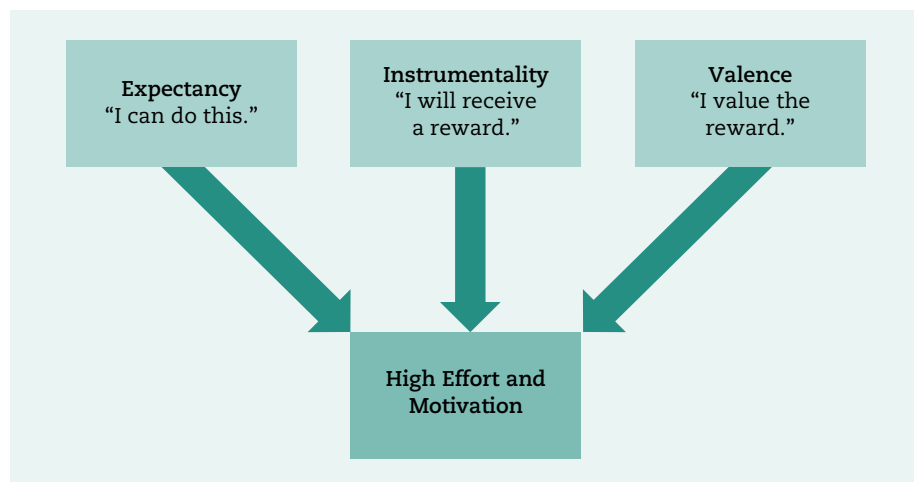 Expectancy
“I can do this.”
Instrumentality
“I will receive
a reward.”
Valence
“I value the
reward.”
High Effort and
Motivation